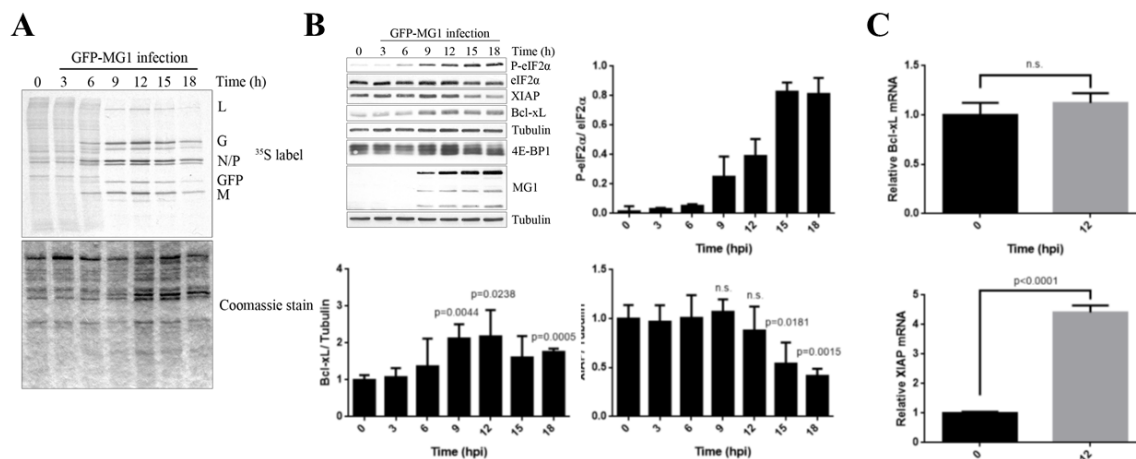 A
GFP-MG1 infection
0 3 6 9 12 15 18 Time (h)
L
G
N/P
GFP
M
35S label
Coomassic stain
B
GFP-MG1 infection
0 3 6 9 12 15 18 Time (h)
P-eIF2α
eIF2α
XIAP
Bcl-xL
Tubulin
4E-BP1
MG1
Tubulin
P-eIF2α/ eIF2α
1.0
0.8
0.6
0.4
0.2
0.0
0 3 6 9 12 15 18
Time (hpi)
Bcl-xL/ Tubulin
4
3
2
1
0
p=0.0044
p=0.0238
p=0.0005
0 3 6 9 12 15 18
Time (hpi)
XIAP/ Tubulin
1.5
1.0
0.5
0.0
n.s.
n.s.
p=0.0181
p=0.0015
0 3 6 9 12 15 18
Time (hpi)
C
Relative Bcl-xL mRNA
1.5
1.0
0.5
0.0
n.s.
0 12
Time (hpi)
Relative XIAP mRNA
5
4
3
2
1
0
p<0.0001
0 12
Time (hpi)